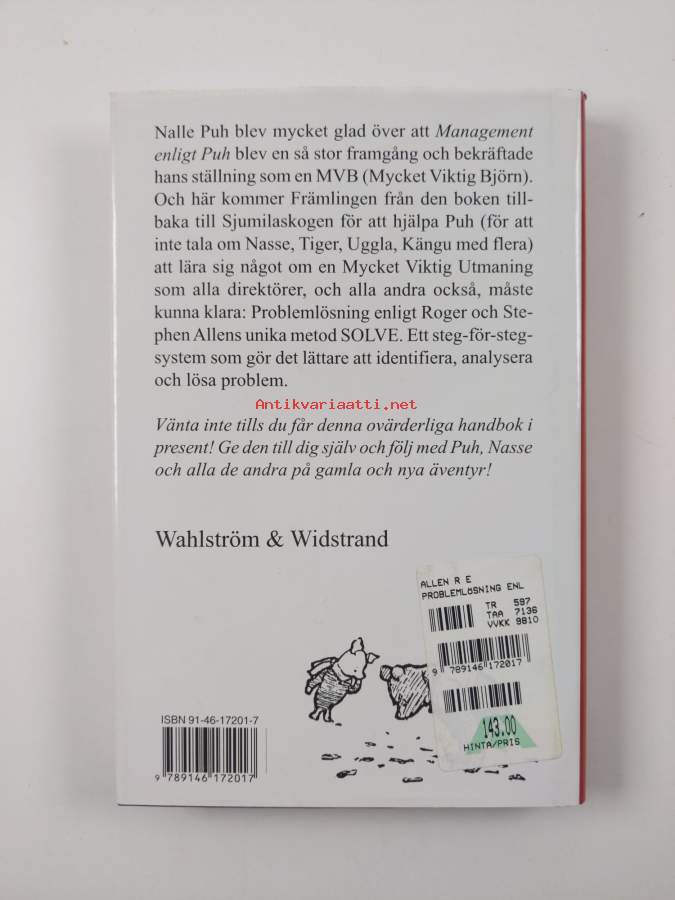 Nalle Puh blev mycket glad över att Management
enligt Puh blev en så stor framgång och bekräftade
hans ställning som en MVB (Mycket Viktig Björn).
Och här kommer Främlingen från den boken till-
baka till Sjumilaskogen för att hjälpa Puh (för att
inte tala om Nasse, Tiger, Uggla, Kängu med flera)
att lära sig något om en Mycket Viktig Utmaning
som alla direktörer, och alla andra också, måste
kunna klara: Problemlösning enligt Roger och Ste-
phen Allens unika metod SOLVE. Ett steg-för-steg-
system som gör det lättare att identifiera, analysera
och lösa problem.
Antikvariaatti.net
Vänta inte tills du får denna ovärderliga handbok i
present! Ge den till dig själv och följ med Puh, Nasse
och alla de andra på gamla och nya äventyr!
Wahlström & Widstrand
ALLEN R E
PROBLEMLÖSNING ENL
TR 597
TAA 7136
VVKK 9810
9 789146 172017
143.00
HINTA/PRIS
ISBN 91-46-17201-7
9 789146 172017